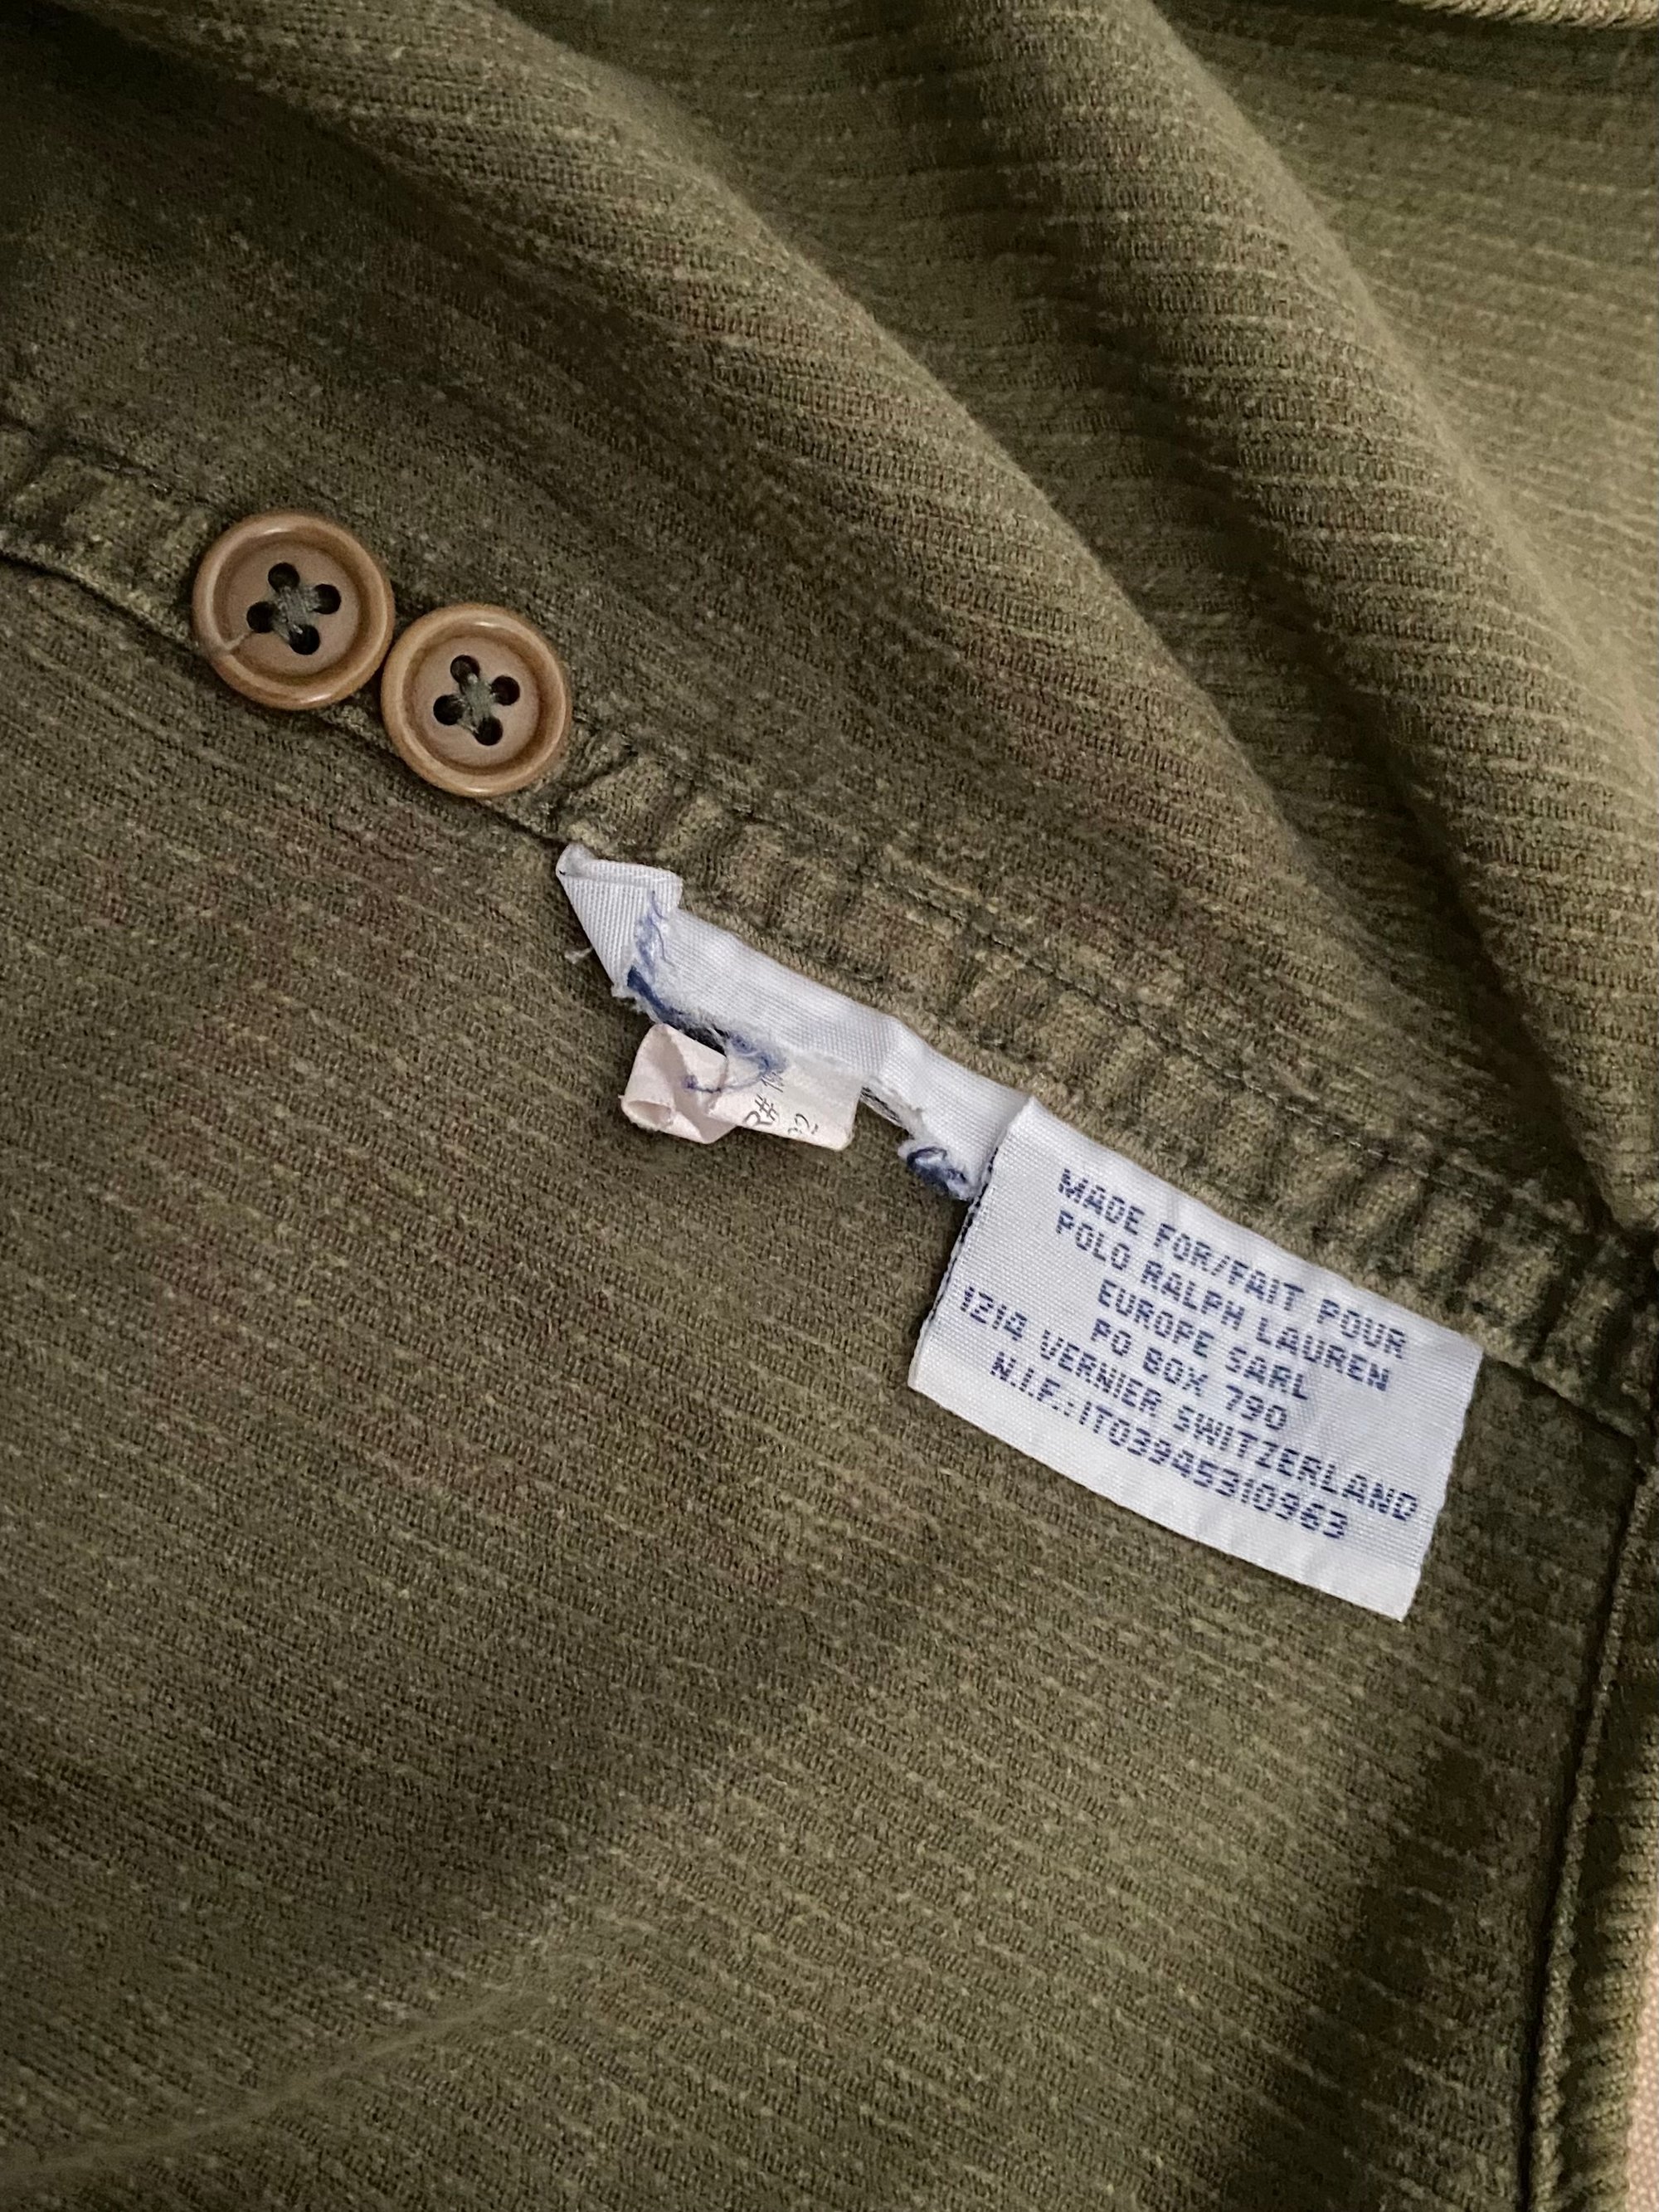 R#
MADE FOR/FAIT POUR
POLO RALPH LAUREN
EUROPE SARL
PO BOX 790
1214 VERNIER SWITZERLAND
N.I.F.:IT03945310963